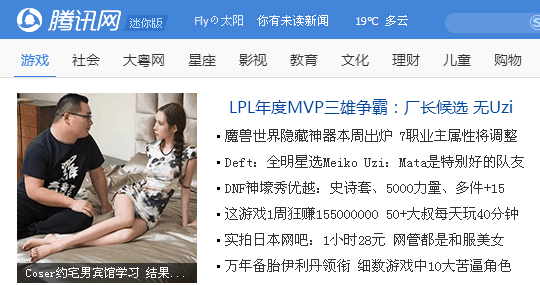 腾讯网 迷你版 Fly の太阳 你有未读新闻 19℃ 多云
游戏 社会 大粤网 星座 影视 教育 文化 理财 儿童 购物
LPL年度MVP三雄争霸：厂长候选 无Uzi
魔兽世界隐藏神器本周出炉 7职业主属性将调整
Deft：全明星选Meiko Uzi：Mata是特别好的队友
DNF神壕秀优越：史诗套、5000力量、多件+15
这游戏1周狂赚155000000 50+大叔每天玩40分钟
实拍日本网吧：1小时28元 网管都是和服美女
万年备胎伊利丹领衔 细数游戏中10大苦逼角色
Coser约宅男宾馆学习 结果...